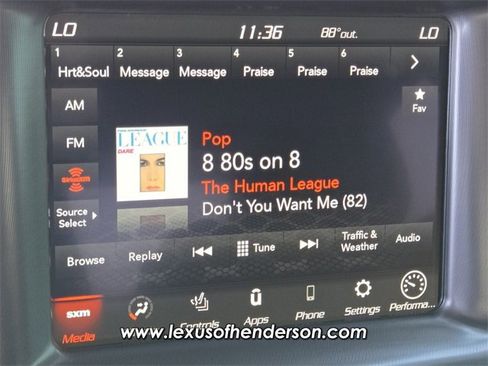 LO 11:36 88° out. LO
1 2 3 4 5 6
Hrt&Soul Message Message Praise Praise Praise
AM
Fav
LEAGUE
DARE
Pop
FM
8 80s on 8
The Human League
SiriusXM
Don't You Want Me (82)
Source
Select
Browse Replay Tune Traffic & Weather Audio
sxm
Media Controls Apps Phone Settings Performa...
www.lexusofhenderson.com